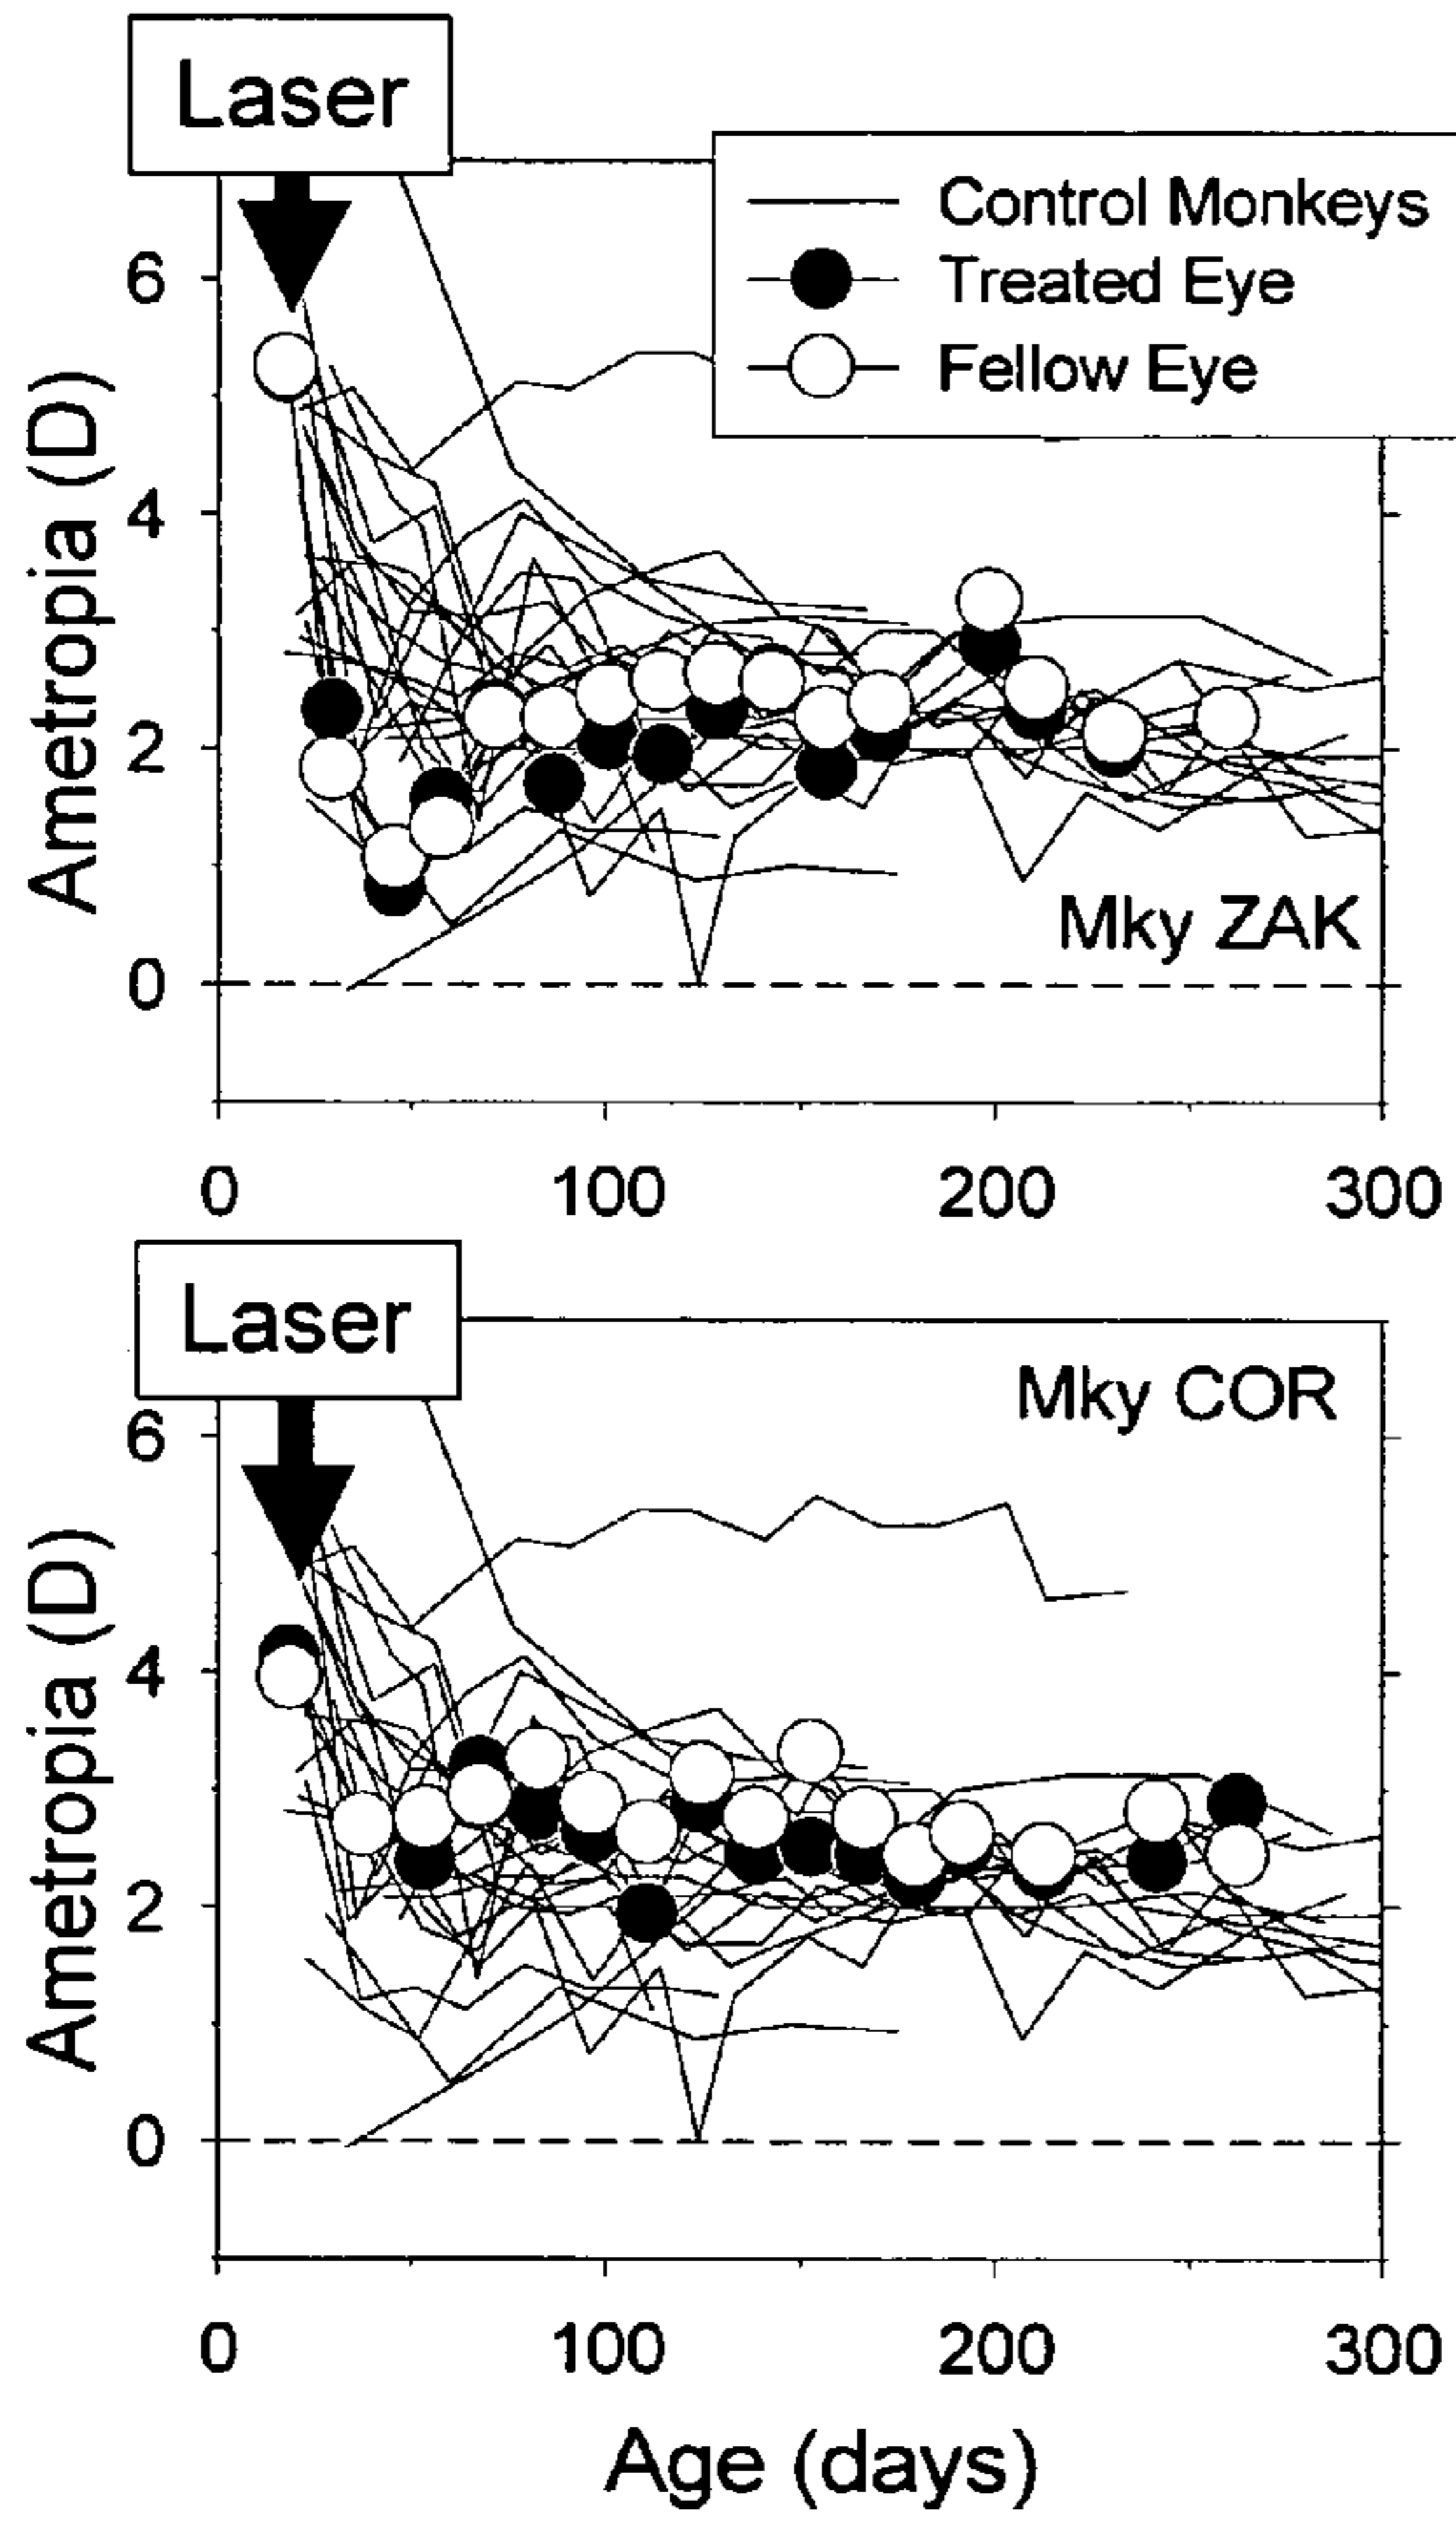 Laser
Control Monkeys
Treated Eye
Fellow Eye
6
4
2
0
Ametropia (D)
Mky ZAK
0 100 200 300
Laser
Mky COR
6
4
2
0
Ametropia (D)
0 100 200 300
Age (days)